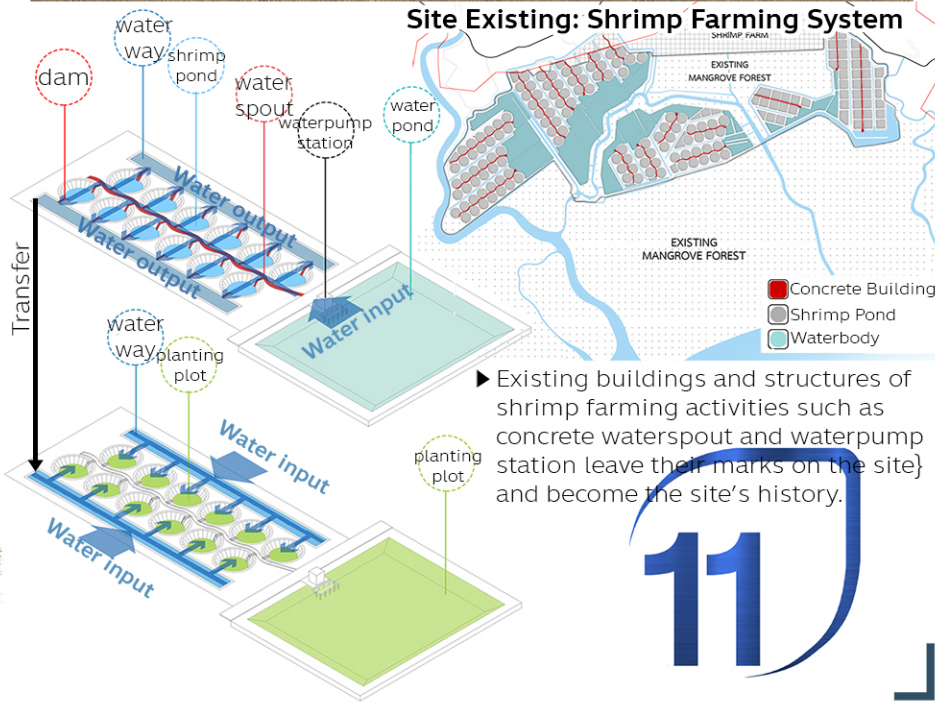 Site Existing: Shrimp Farming System
SHRIMP FARM
EXISTING
MANGROVE FOREST
EXISTING
MANGROVE FOREST
Concrete Building
Shrimp Pond
Waterbody
dam
water
way
shrimp
pond
water
spout
waterpump
station
water
pond
Water output
Water output
Water input
Transfer
water
way
planting
plot
Water input
Water input
planting
plot
Existing buildings and structures of
shrimp farming activities such as
concrete waterspout and waterpump
station leave their marks on the site}
and become the site's history.
11